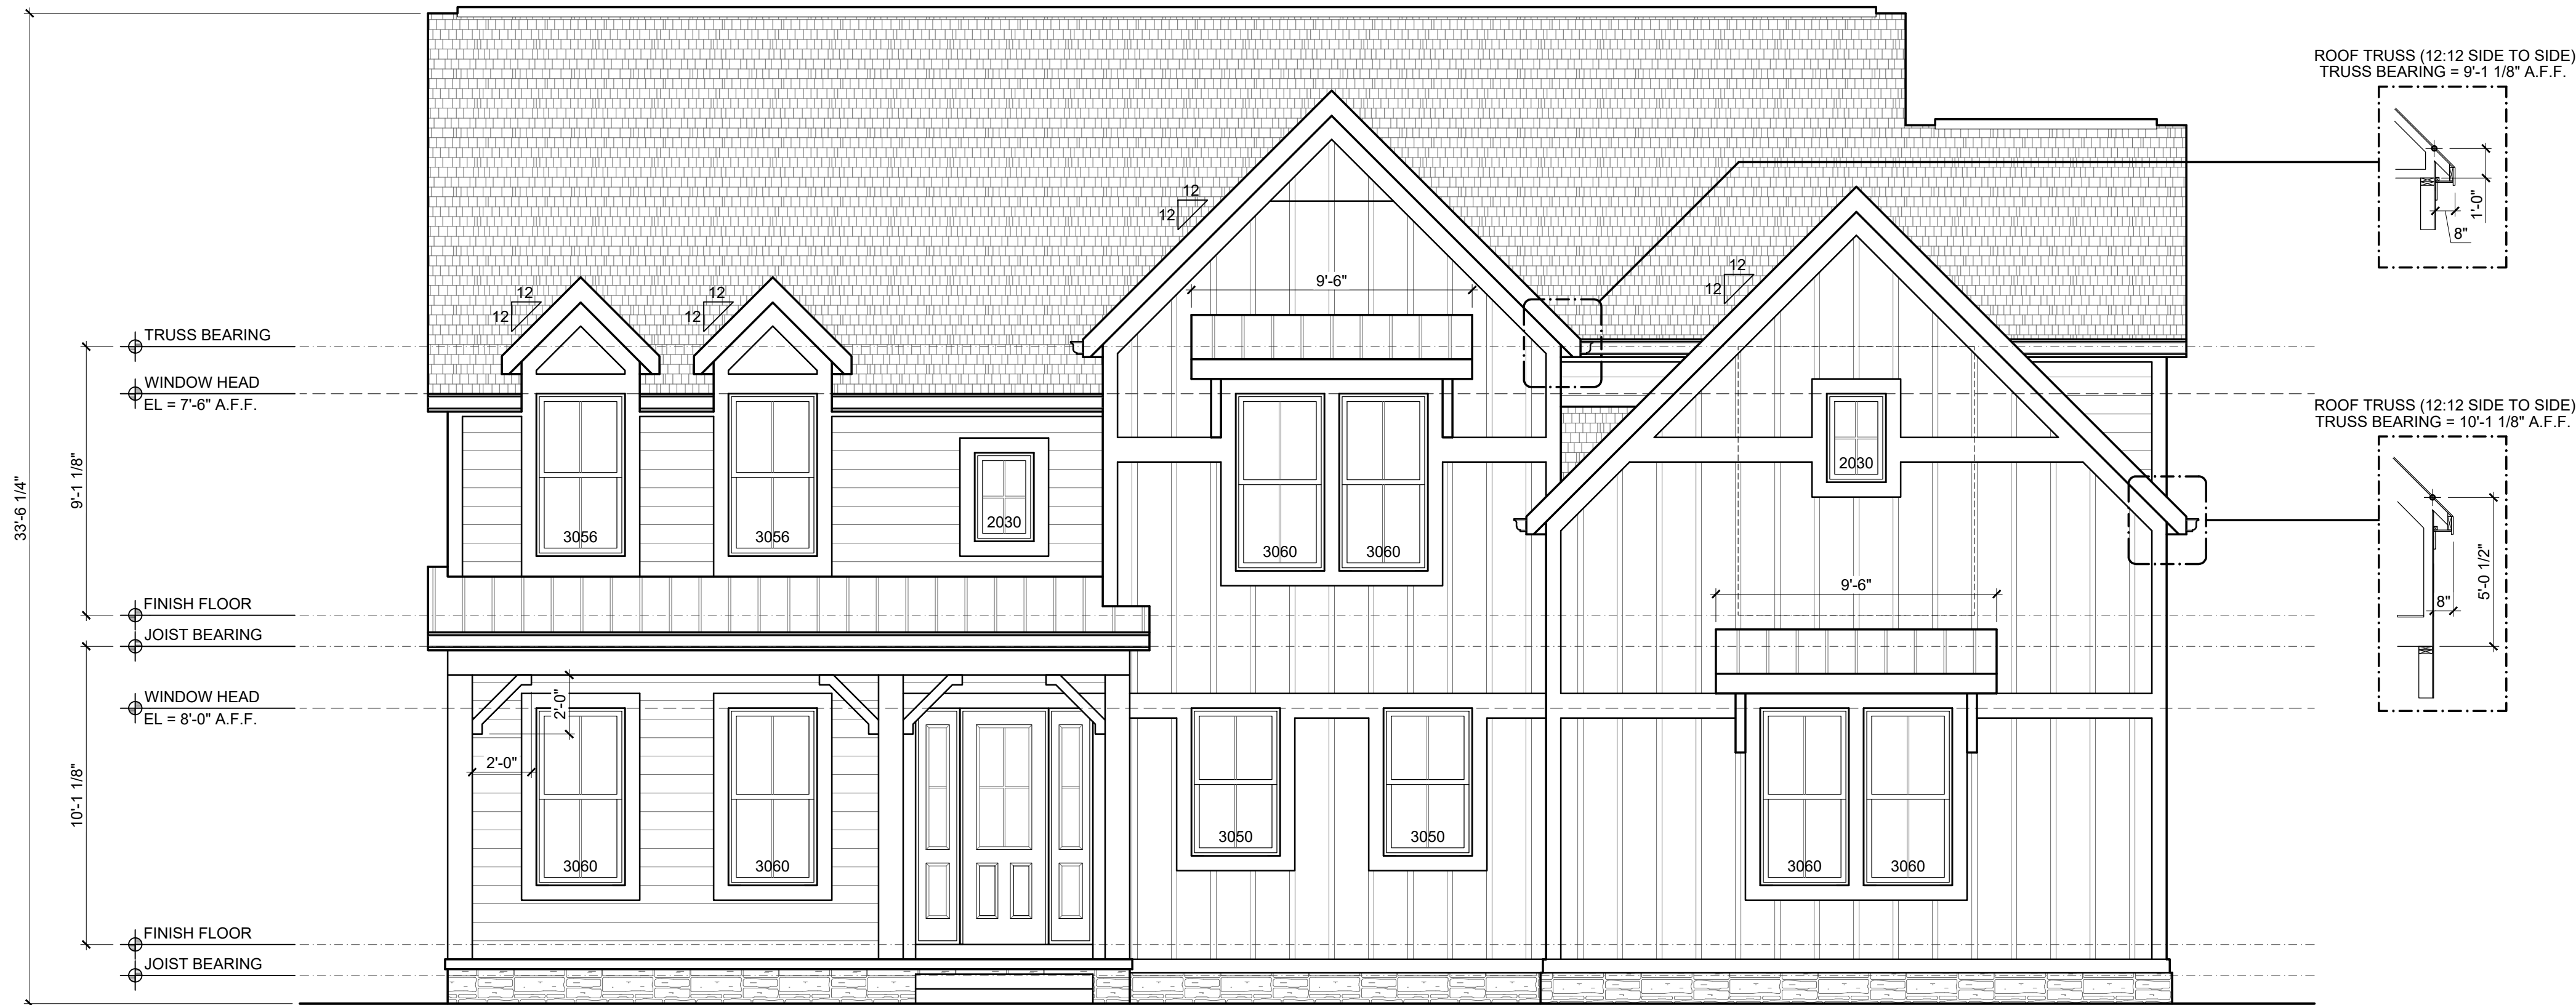 ROOF TRUSS (12:12 SIDE TO SIDE)
TRUSS BEARING = 9'-1 1/8" A.F.F.
1'-0"
8"
12
12
12
12
12
12
12
12
9'-6"
TRUSS BEARING
WINDOW HEAD
EL = 7'-6" A.F.F.
ROOF TRUSS (12:12 SIDE TO SIDE)
TRUSS BEARING = 10'-1 1/8" A.F.F.
5'-0 1/2"
8"
33'-6 1/4"
9'-1 1/8"
2030
2030
3056
3056
3060
3060
9'-6"
FINISH FLOOR
JOIST BEARING
WINDOW HEAD
EL = 8'-0" A.F.F.
2'-0"
2'-0"
10'-1 1/8"
3050
3050
3060
3060
3060
3060
FINISH FLOOR
JOIST BEARING